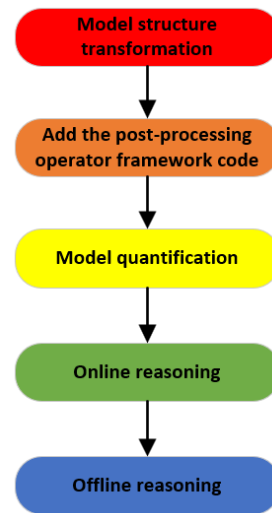 Model structure
transformation
Add the post-processing
operator framework code
Model quantification
Online reasoning
Offline reasoning